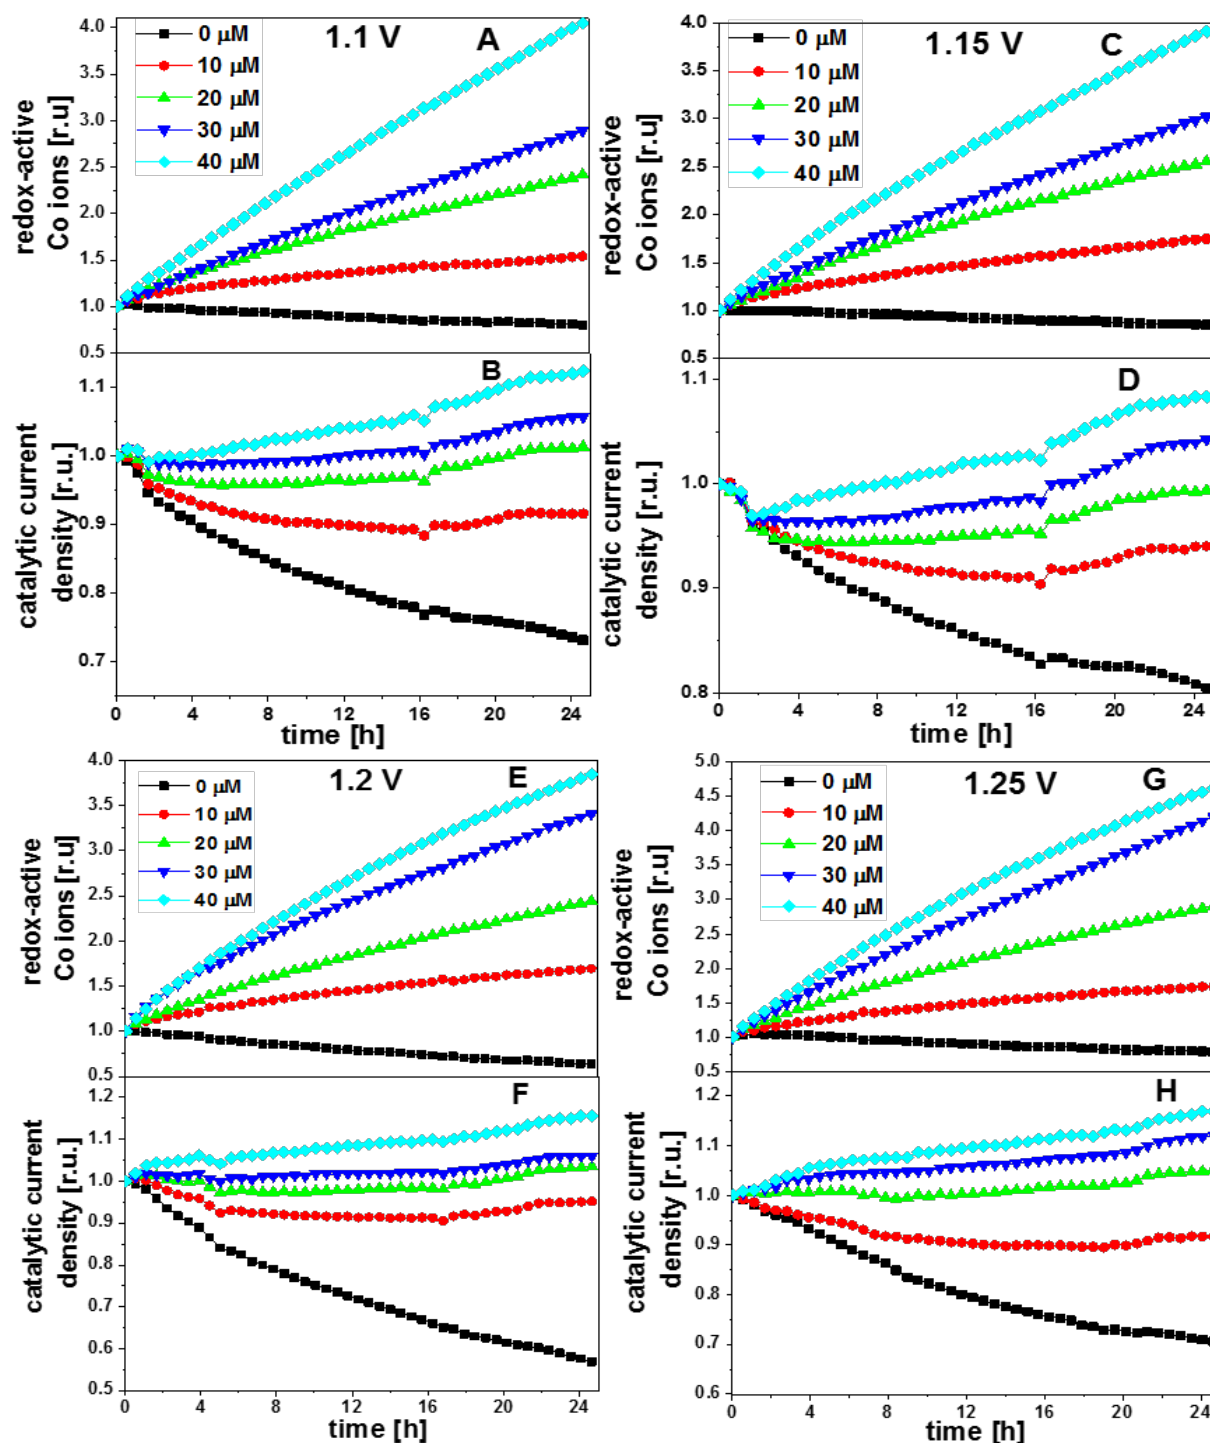 1.1 V
A
0 μM
10 μM
20 μM
30 μM
40 μM
redox-active
Co ions [r.u]
4.0
3.5
3.0
2.5
2.0
1.5
1.0
0.5
B
catalytic current
density [r.u.]
1.1
1.0
0.9
0.8
0.7
0 4 8 12 16 20 24
time [h]
1.15 V
C
0 μM
10 μM
20 μM
30 μM
40 μM
redox-active
Co ions [r.u]
4.0
3.5
3.0
2.5
2.0
1.5
1.0
0.5
D
catalytic current
density [r.u.]
1.1
1.0
0.9
0.8
0 4 8 12 16 20 24
time [h]
1.2 V
E
0 μM
10 μM
20 μM
30 μM
40 μM
redox-active
Co ions [r.u]
4.0
3.5
3.0
2.5
2.0
1.5
1.0
0.5
F
catalytic current
density [r.u.]
1.2
1.1
1.0
0.9
0.8
0.7
0.6
0.5
0 4 8 12 16 20 24
time [h]
1.25 V
G
0 μM
10 μM
20 μM
30 μM
40 μM
redox-active
Co ions [r.u]
5.0
4.5
4.0
3.5
3.0
2.5
2.0
1.5
1.0
0.5
H
catalytic current
density [r.u.]
1.2
1.1
1.0
0.9
0.8
0.7
0.6
0 4 8 12 16 20 24
time [h]